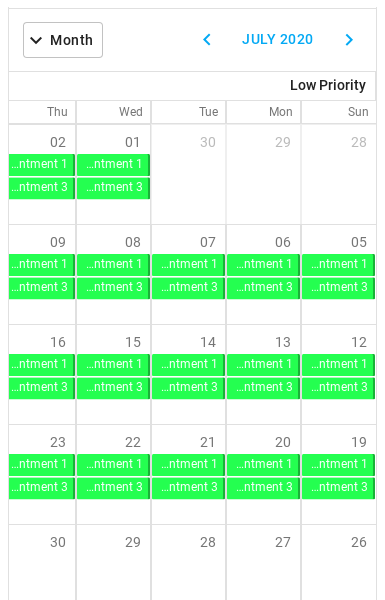 Month
JULY 2020
Low Priority
Thu Wed Tue Mon Sun
02 01 30 29 28
...ntment 1 ...ntment 1
...ntment 3 ...ntment 3
09 08 07 06 05
...ntment 1 ...ntment 1 ...ntment 1 ...ntment 1 ...ntment 1
...ntment 3 ...ntment 3 ...ntment 3 ...ntment 3 ...ntment 3
16 15 14 13 12
...ntment 1 ...ntment 1 ...ntment 1 ...ntment 1 ...ntment 1
...ntment 3 ...ntment 3 ...ntment 3 ...ntment 3 ...ntment 3
23 22 21 20 19
...ntment 1 ...ntment 1 ...ntment 1 ...ntment 1 ...ntment 1
...ntment 3 ...ntment 3 ...ntment 3 ...ntment 3 ...ntment 3
30 29 28 27 26